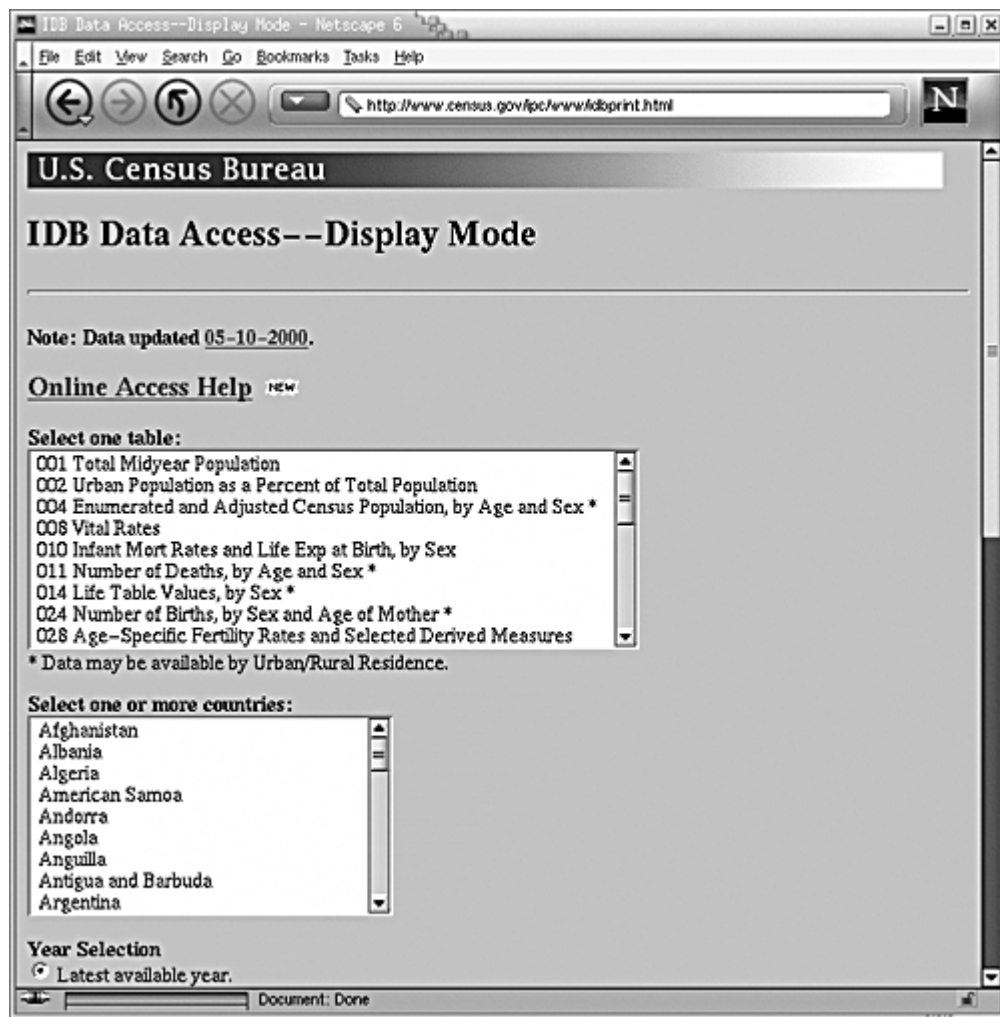 IDB Data Access--Display Mode - Netscape 6
File Edit View Search Go Bookmarks Tasks Help
http://www.census.gov/ipc/www/idbprint.html
N
U.S. Census Bureau
IDB Data Access--Display Mode
Note: Data updated 05-10-2000.
Online Access Help NEW
Select one table:
001 Total Midyear Population
002 Urban Population as a Percent of Total Population
004 Enumerated and Adjusted Census Population, by Age and Sex *
008 Vital Rates
010 Infant Mort Rates and Life Exp at Birth, by Sex
011 Number of Deaths, by Age and Sex *
014 Life Table Values, by Sex *
024 Number of Births, by Sex and Age of Mother *
028 Age-Specific Fertility Rates and Selected Derived Measures
* Data may be available by Urban/Rural Residence.
Select one or more countries:
Afghanistan
Albania
Algeria
American Samoa
Andorra
Angola
Anguilla
Antigua and Barbuda
Argentina
Year Selection
Latest available year.
Document: Done